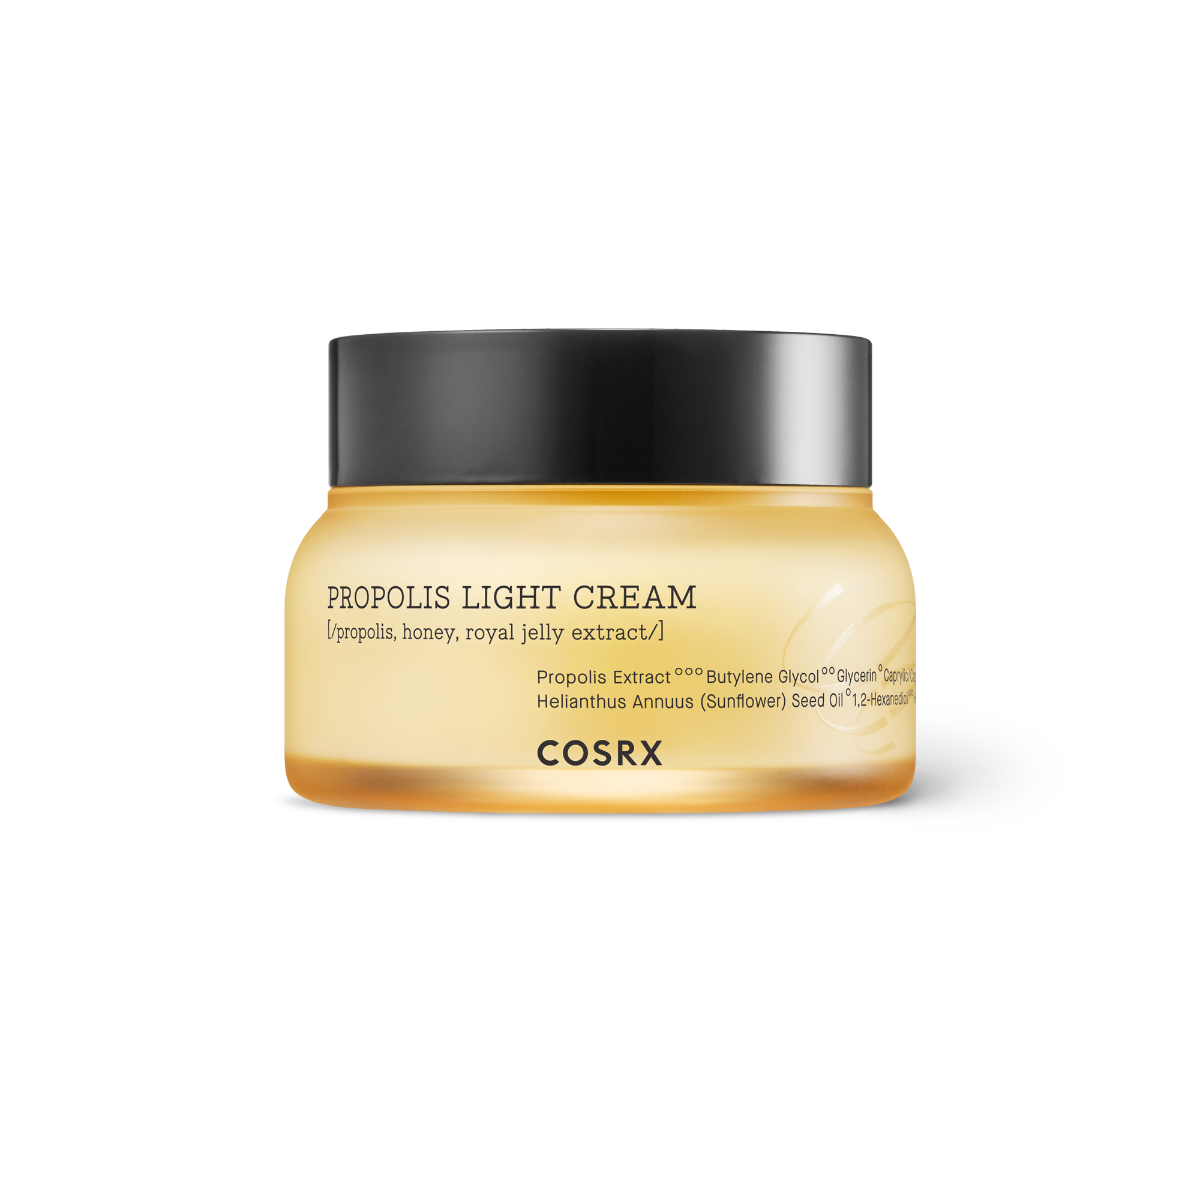 PROPOLIS LIGHT CREAM
[/propolis, honey, royal jelly extract/]
Propolis Extract°°°Butylene Glycol°°Glycerin°Caprylic
Helianthus Annuus (Sunflower) Seed Oil°1,2-Hexanediol
COSRX